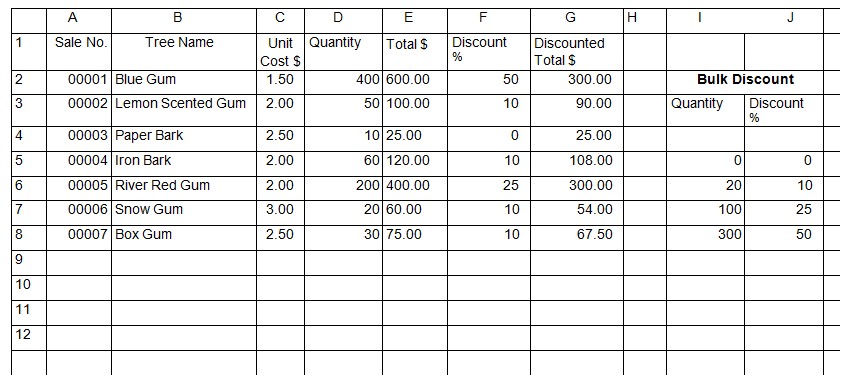 A B C D E F G H I J
1 Sale No. Tree Name Unit Cost $ Quantity Total $ Discount % Discounted Total $
2 00001 Blue Gum 1.50 400 600.00 50 300.00 Bulk Discount
3 00002 Lemon Scented Gum 2.00 50 100.00 10 90.00 Quantity Discount %
4 00003 Paper Bark 2.50 10 25.00 0 25.00
5 00004 Iron Bark 2.00 60 120.00 10 108.00 0 0
6 00005 River Red Gum 2.00 200 400.00 25 300.00 20 10
7 00006 Snow Gum 3.00 20 60.00 10 54.00 100 25
8 00007 Box Gum 2.50 30 75.00 10 67.50 300 50
9
10
11
12